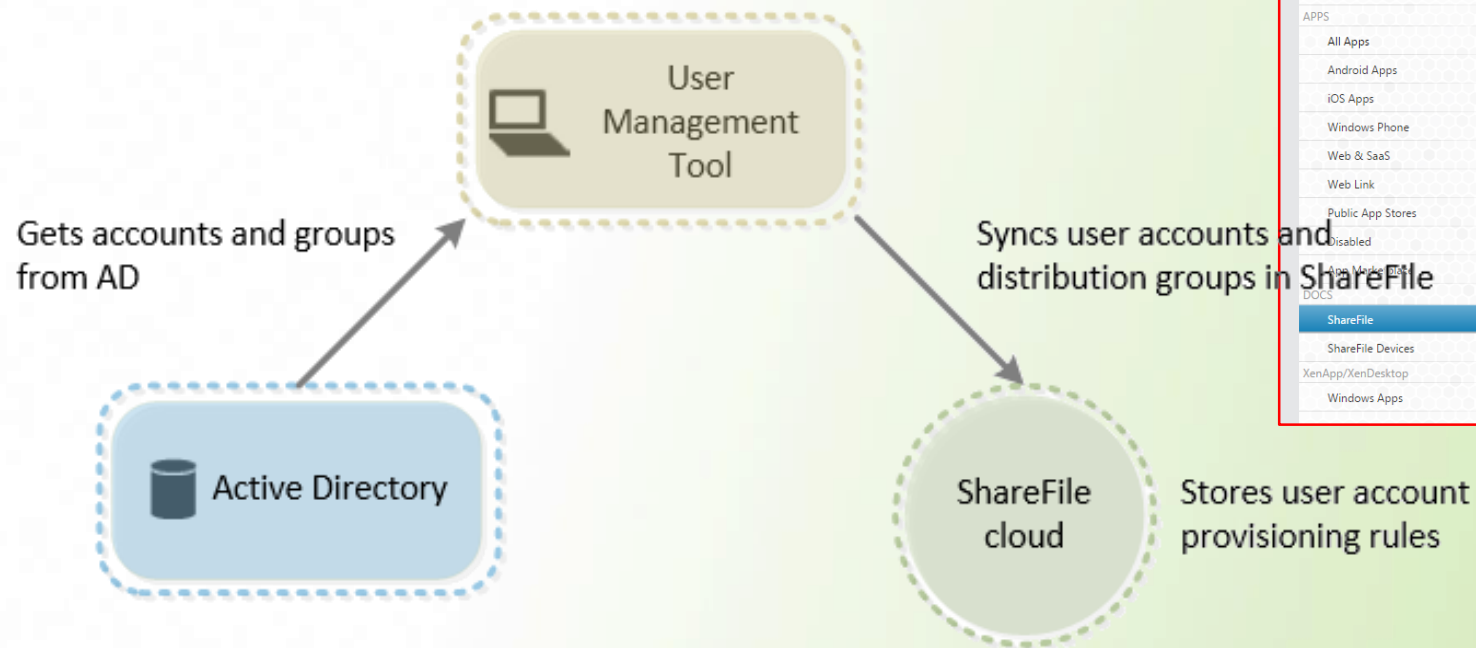 User
Management
Tool
Gets accounts and groups
from AD
Syncs user accounts and
distribution groups in ShareFile
Active Directory
ShareFile
cloud
Stores user account
provisioning rules
APPS
All Apps
Android Apps
iOS Apps
Windows Phone
Web & SaaS
Web Link
Public App Stores
Disabled
App Marketplace
DOCS
ShareFile
ShareFile Devices
XenApp/XenDesktop
Windows Apps